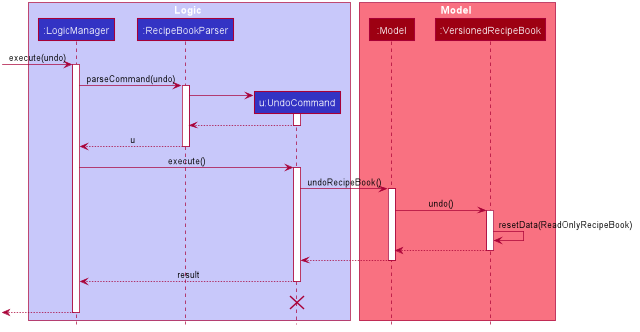 Logic
Model
:LogicManager
:RecipeBookParser
:Model
:VersionedRecipeBook
execute(undo)
parseCommand(undo)
u:UndoCommand
u
execute()
undoRecipeBook()
undo()
resetData(ReadOnlyRecipeBook)
result